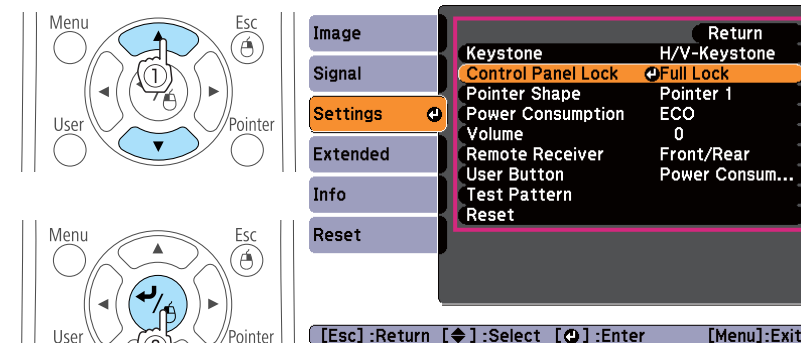 Menu
Esc
①
User
Pointer
Menu
Esc
User
Pointer
Image
Signal
Settings
Extended
Info
Reset
Return
Keystone H/V-Keystone
Control Panel Lock Full Lock
Pointer Shape Pointer 1
Power Consumption ECO
Volume 0
Remote Receiver Front/Rear
User Button Power Consum...
Test Pattern
Reset
[Esc] :Return [◆] :Select [⏎] :Enter [Menu]:Exit